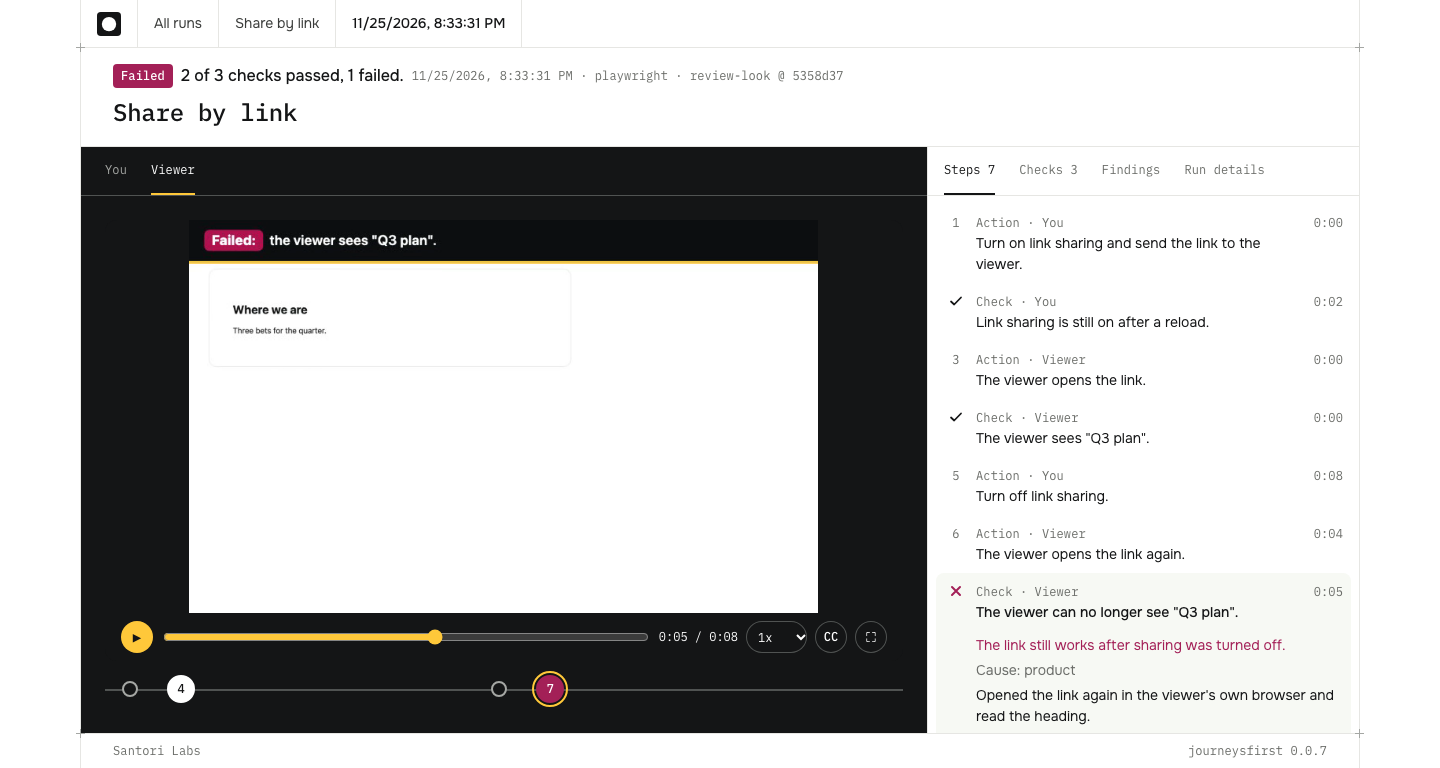 All runs
Share by link
11/25/2026, 8:33:31 PM
Failed
2 of 3 checks passed, 1 failed.
11/25/2026, 8:33:31 PM · playwright · review-look @ 5358d37
Share by link
You
Viewer
Failed: the viewer sees "Q3 plan".
Where we are
Three bets for the quarter.
0:05 / 0:08
1x
CC
4
7
Steps 7
Checks 3
Findings
Run details
1 Action · You 0:00
Turn on link sharing and send the link to the
viewer.
Check · You 0:02
Link sharing is still on after a reload.
3 Action · Viewer 0:00
The viewer opens the link.
Check · Viewer 0:00
The viewer sees "Q3 plan".
5 Action · You 0:08
Turn off link sharing.
6 Action · Viewer 0:04
The viewer opens the link again.
Check · Viewer 0:05
The viewer can no longer see "Q3 plan".
The link still works after sharing was turned off.
Cause: product
Opened the link again in the viewer's own browser and
read the heading.
Santori Labs
journeysfirst 0.0.7